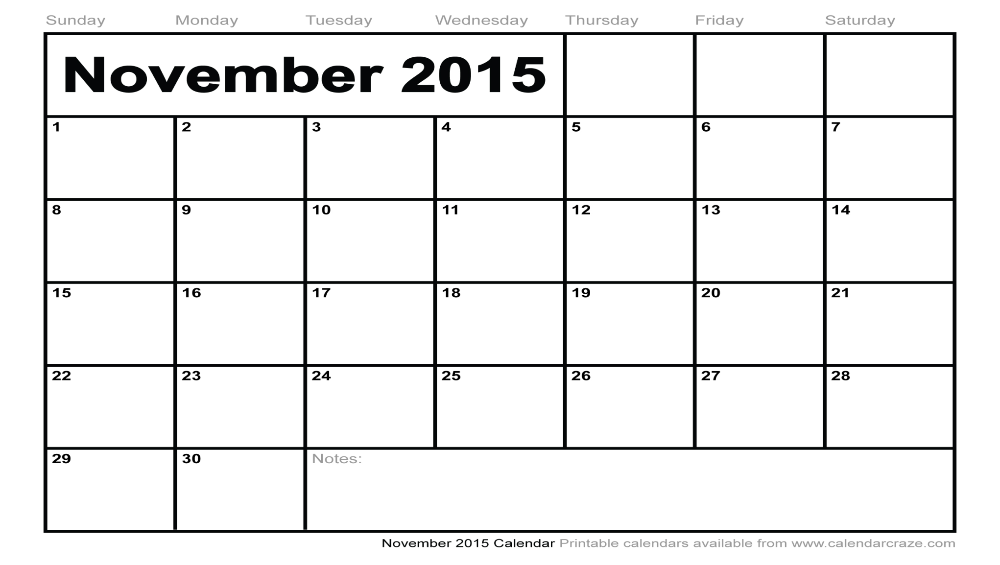 Sunday Monday Tuesday Wednesday Thursday Friday Saturday
November 2015
1 2 3 4 5 6 7
8 9 10 11 12 13 14
15 16 17 18 19 20 21
22 23 24 25 26 27 28
29 30 Notes:
November 2015 Calendar Printable calendars available from www.calendarcraze.com